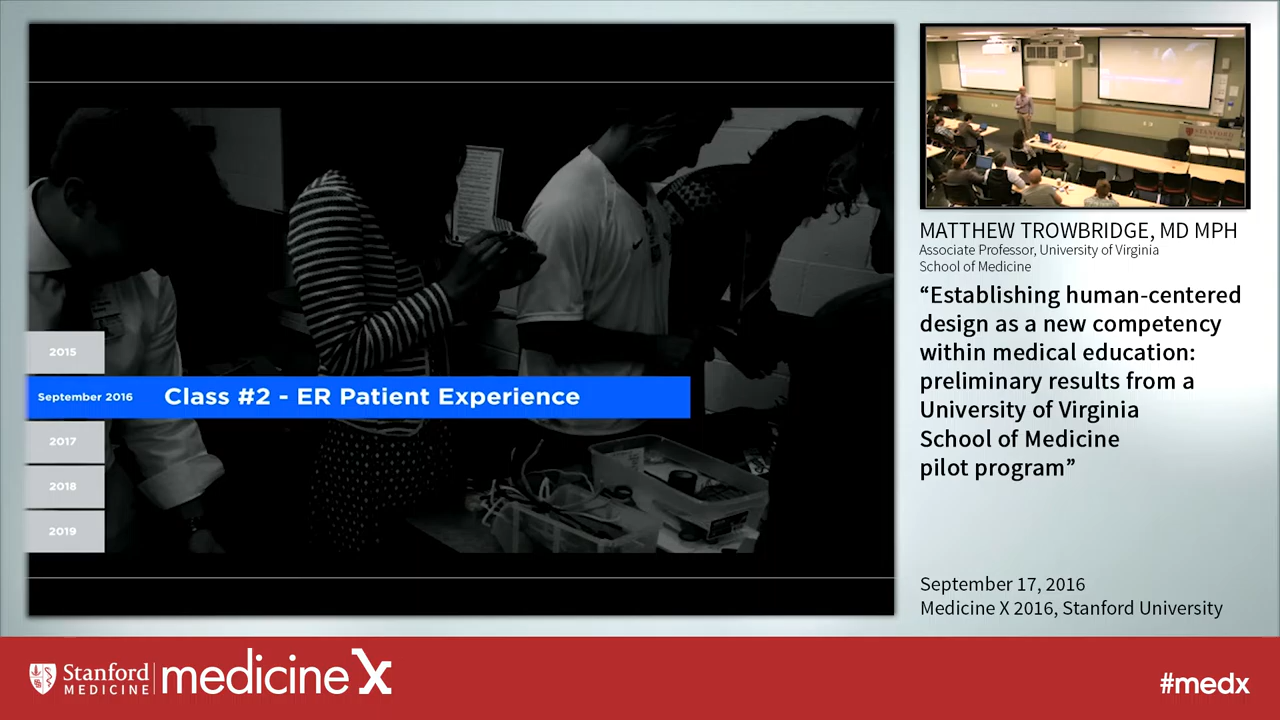 2015
September 2016 Class #2 - ER Patient Experience
2017
2018
2019
STANFORD
MATTHEW TROWBRIDGE, MD MPH
Associate Professor, University of Virginia
School of Medicine
“Establishing human-centered
design as a new competency
within medical education:
preliminary results from a
University of Virginia
School of Medicine
pilot program”
September 17, 2016
Medicine X 2016, Stanford University
Stanford
MEDICINE
medicine X
#medx